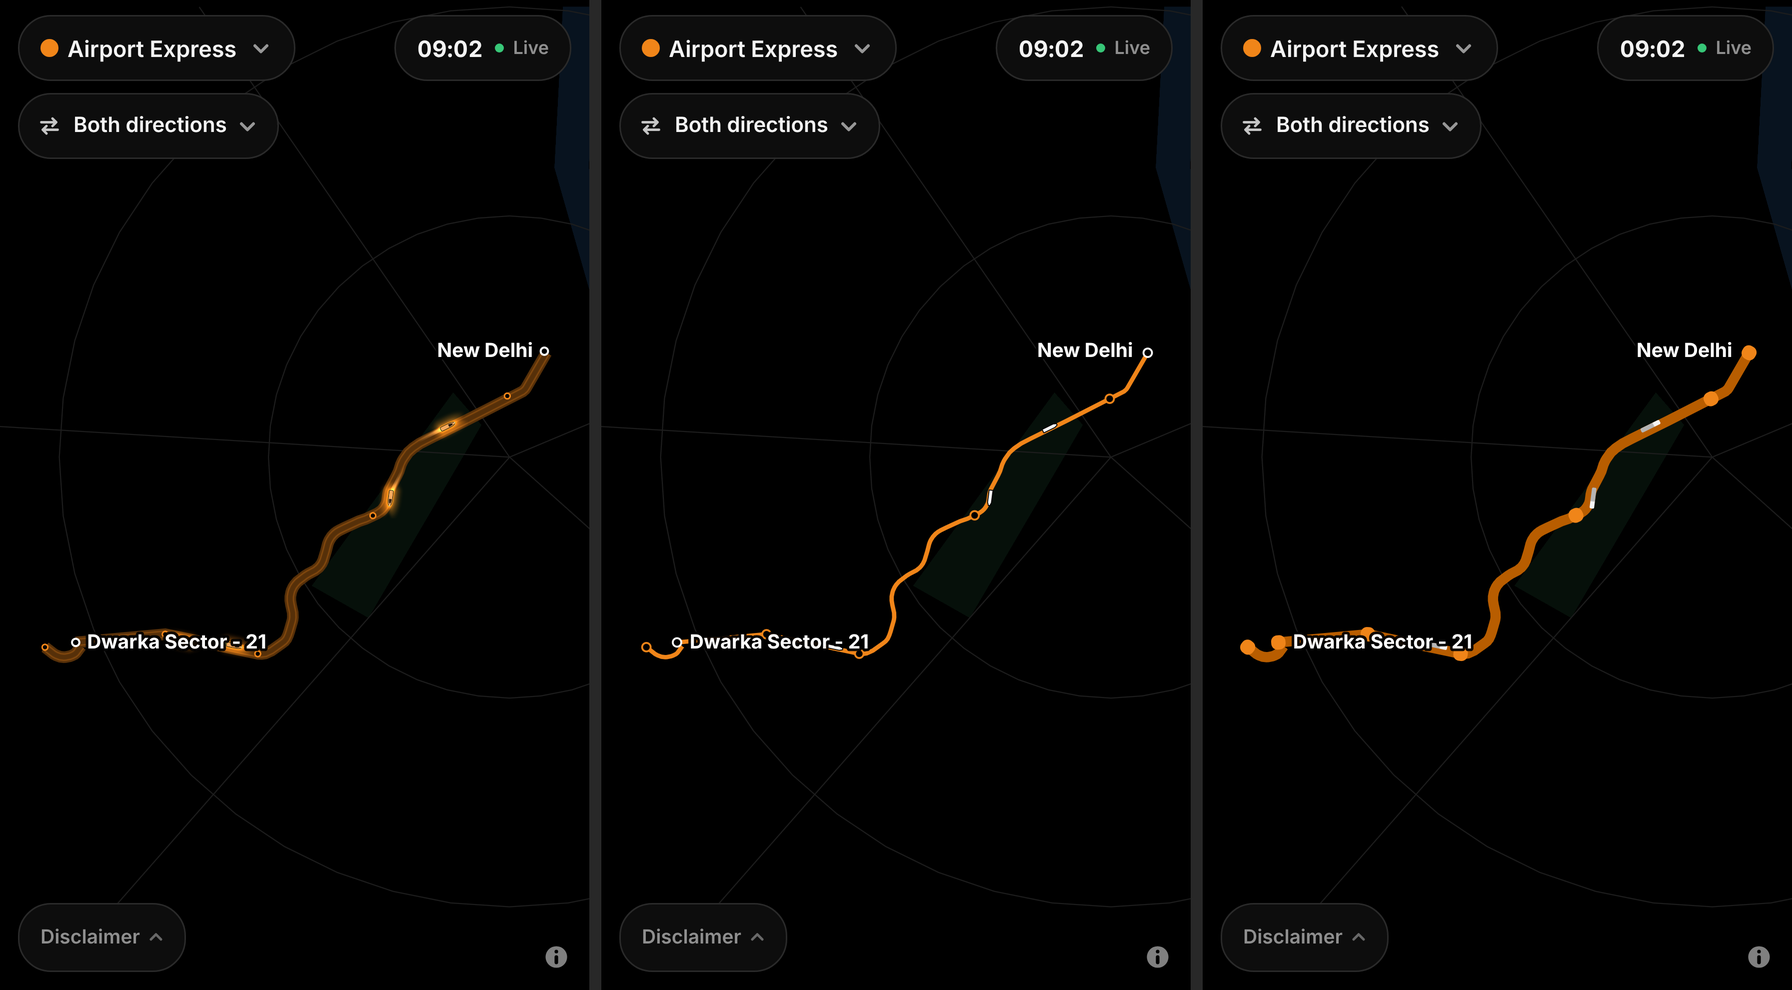 Airport Express
09:02 Live
Both directions
New Delhi
Dwarka Sector - 21
Disclaimer
Airport Express
09:02 Live
Both directions
New Delhi
Dwarka Sector - 21
Disclaimer
Airport Express
09:02 Live
Both directions
New Delhi
Dwarka Sector - 21
Disclaimer